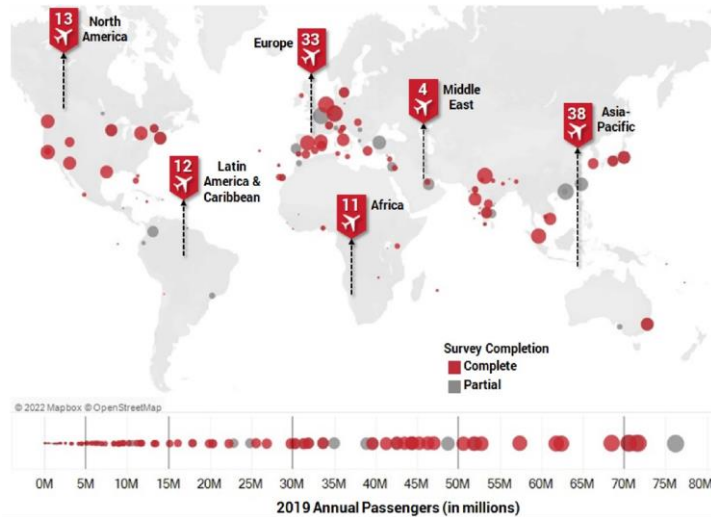 13
North
America
Europe
33
4
Middle
East
38
Asia-
Pacific
12
Latin
America &
Caribbean
11
Africa
Survey Completion
Complete
Partial
© 2022 Mapbox © OpenStreetMap
0M 5M 10M 15M 20M 25M 30M 35M 40M 45M 50M 55M 60M 65M 70M 75M 80M
2019 Annual Passengers (in millions)